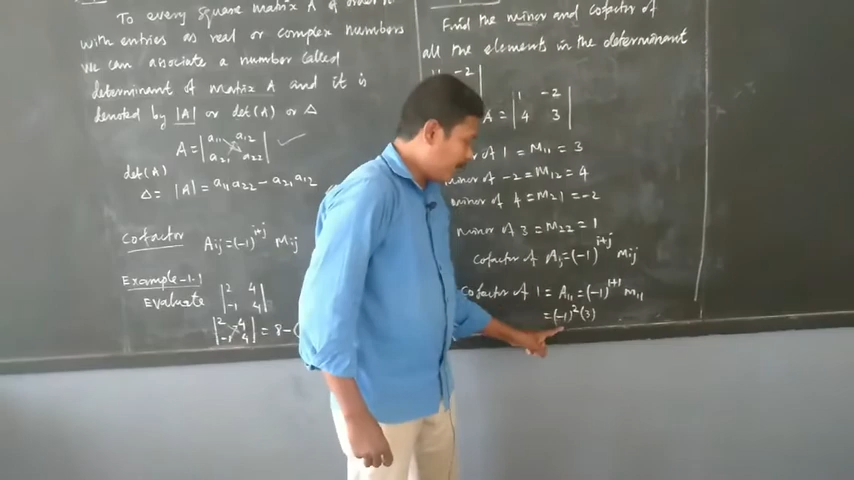 To every square matrix A of order n
with entries as real or complex numbers
we can associate a number called
determinant of matrix A and it is
denoted by |A| or det(A) or Δ
A = |a11 a12|
|a21 a22|
det(A)
Δ = |A| = a11 a22 - a21 a12
Cofactor Aij = (-1)^i+j Mij
Example-1.1
Evaluate |2 4|
|-1 4|
|2 4|
|-1 4| = 8-(
Find the minor and cofactor of
all the elements in the determinant
-2
A = |1 -2|
|4 3|
of 1 = M11 = 3
minor of -2 = M12 = 4
minor of 4 = M21 = -2
minor of 3 = M22 = 1
Cofactor of Aij = (-1)^i+j Mij
Cofactor of 1 = A11 = (-1)^1+1 M11
= (-1)^2 (3)